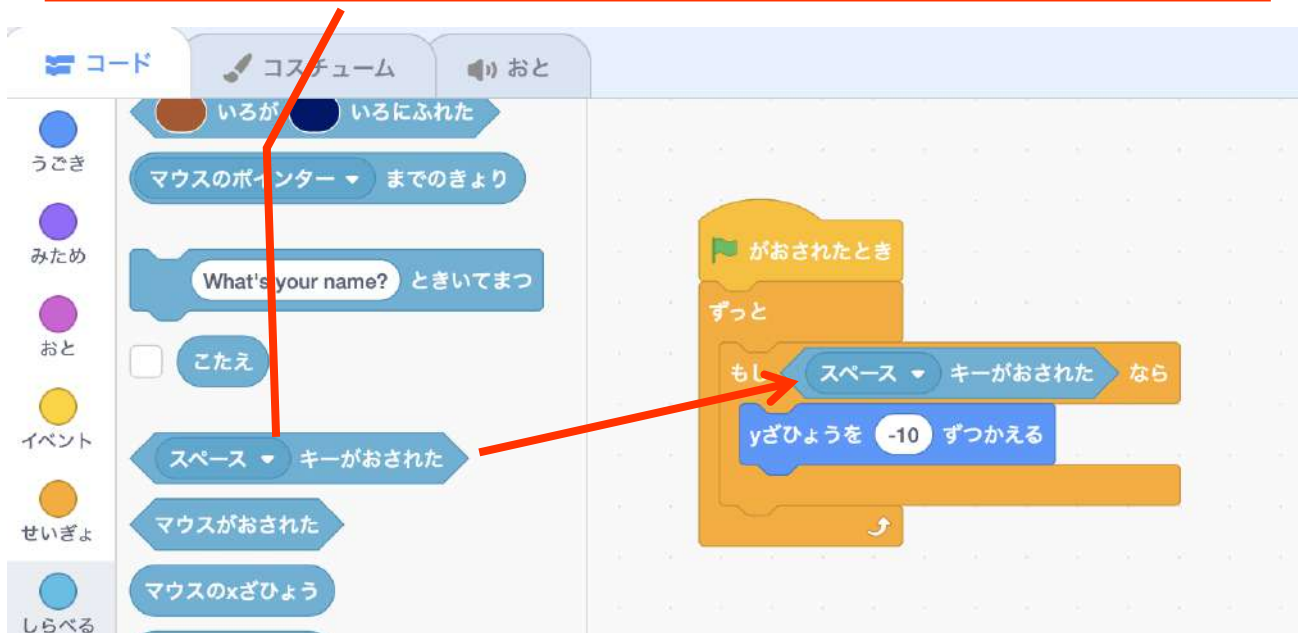 コード
コスチューム
おと
うごき
みため
おと
イベント
せいぎょ
しらべる
いろが いろにふれた
マウスのポインター までのきょり
What's your name? ときいてまつ
こたえ
スペース キーがおされた
マウスがおされた
マウスのxざひょう
がおされたとき
ずっと
もし スペース キーがおされた なら
yざひょうを -10 ずつかえる